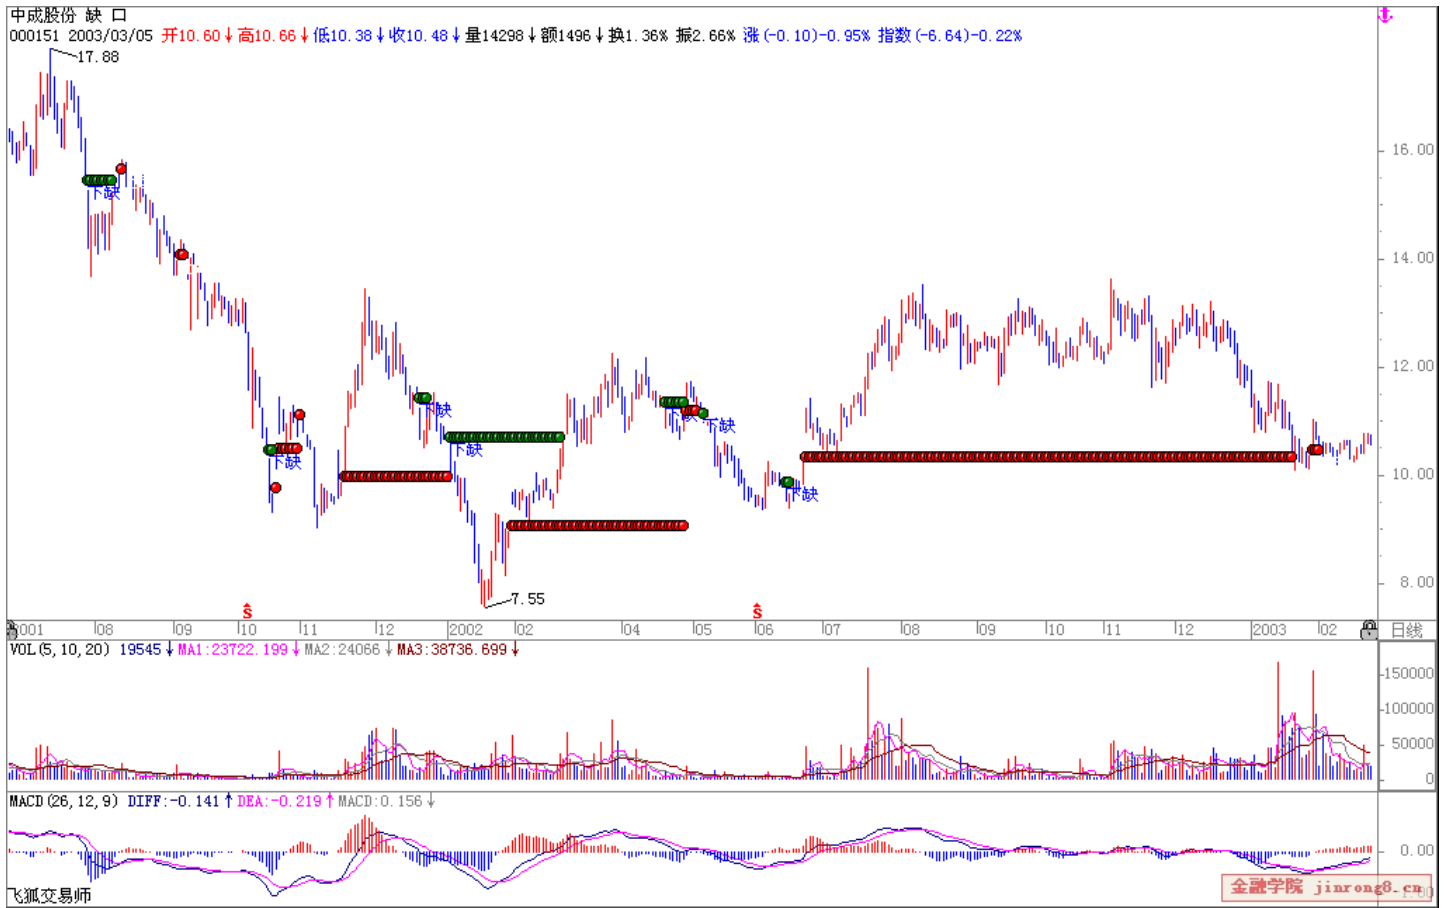 中成股份 缺 口
000151 2003/03/05 开10.60↓高10.66↓低10.38↓收10.48↓量14298↓额1496↓换1.36% 振2.66% 涨(-0.10)-0.95% 指数(-6.64)-0.22%
17.88
16.00
下缺
14.00
12.00
下缺
下缺
下缺
下缺
下缺
10.00
下缺
8.00
7.55
S
S
2001 08 09 10 11 12 2002 02 04 05 06 07 08 09 10 11 12 2003 02 日线
VOL(5,10,20) 19545↓MA1:23722.199↓MA2:24066↓MA3:38736.699↓
150000
100000
50000
0
MACD(26,12,9) DIFF:-0.141↑DEA:-0.219↑MACD:0.156↓
0.00
-1.00
金融学院 jinrong8.cn
飞狐交易师